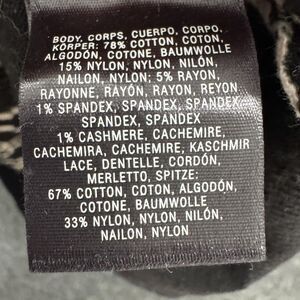 BODY, CORPS, CUERPO, CORPO,
KÖRPER: 78% COTTON, COTON,
ALGODÓN, COTONE, BAUMWOLLE
15% NYLON, NYLON, NILÓN,
NAILON, NYLON; 5% RAYON,
RAYONNE, RAYÓN, RAYON, REYON
1% SPANDEX, SPANDEX, SPANDEX
SPANDEX, SPANDEX
1% CASHMERE, CACHEMIRE,
CACHEMIRA, CACHEMIRE, KASCHMIR
LACE, DENTELLE, CORDÓN,
MERLETTO, SPITZE:
67% COTTON, COTON, ALGODÓN,
COTONE, BAUMWOLLE
33% NYLON, NYLON, NILÓN,
NAILON, NYLON